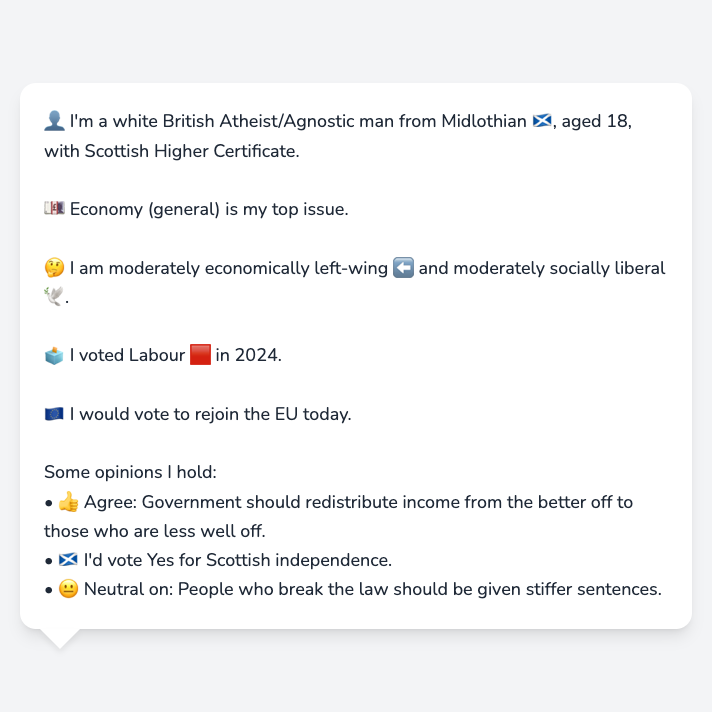 👤 I'm a white British Atheist/Agnostic man from Midlothian 🏴󠁧󠁢󠁳󠁣󠁴󠁿, aged 18,
with Scottish Higher Certificate.
💷 Economy (general) is my top issue.
🤔 I am moderately economically left-wing ⬅️ and moderately socially liberal
🕊️.
🗳️ I voted Labour 🟥 in 2024.
🇪🇺 I would vote to rejoin the EU today.
Some opinions I hold:
• 👍 Agree: Government should redistribute income from the better off to
those who are less well off.
• 🏴󠁧󠁢󠁳󠁣󠁴󠁿 I'd vote Yes for Scottish independence.
• 😐 Neutral on: People who break the law should be given stiffer sentences.